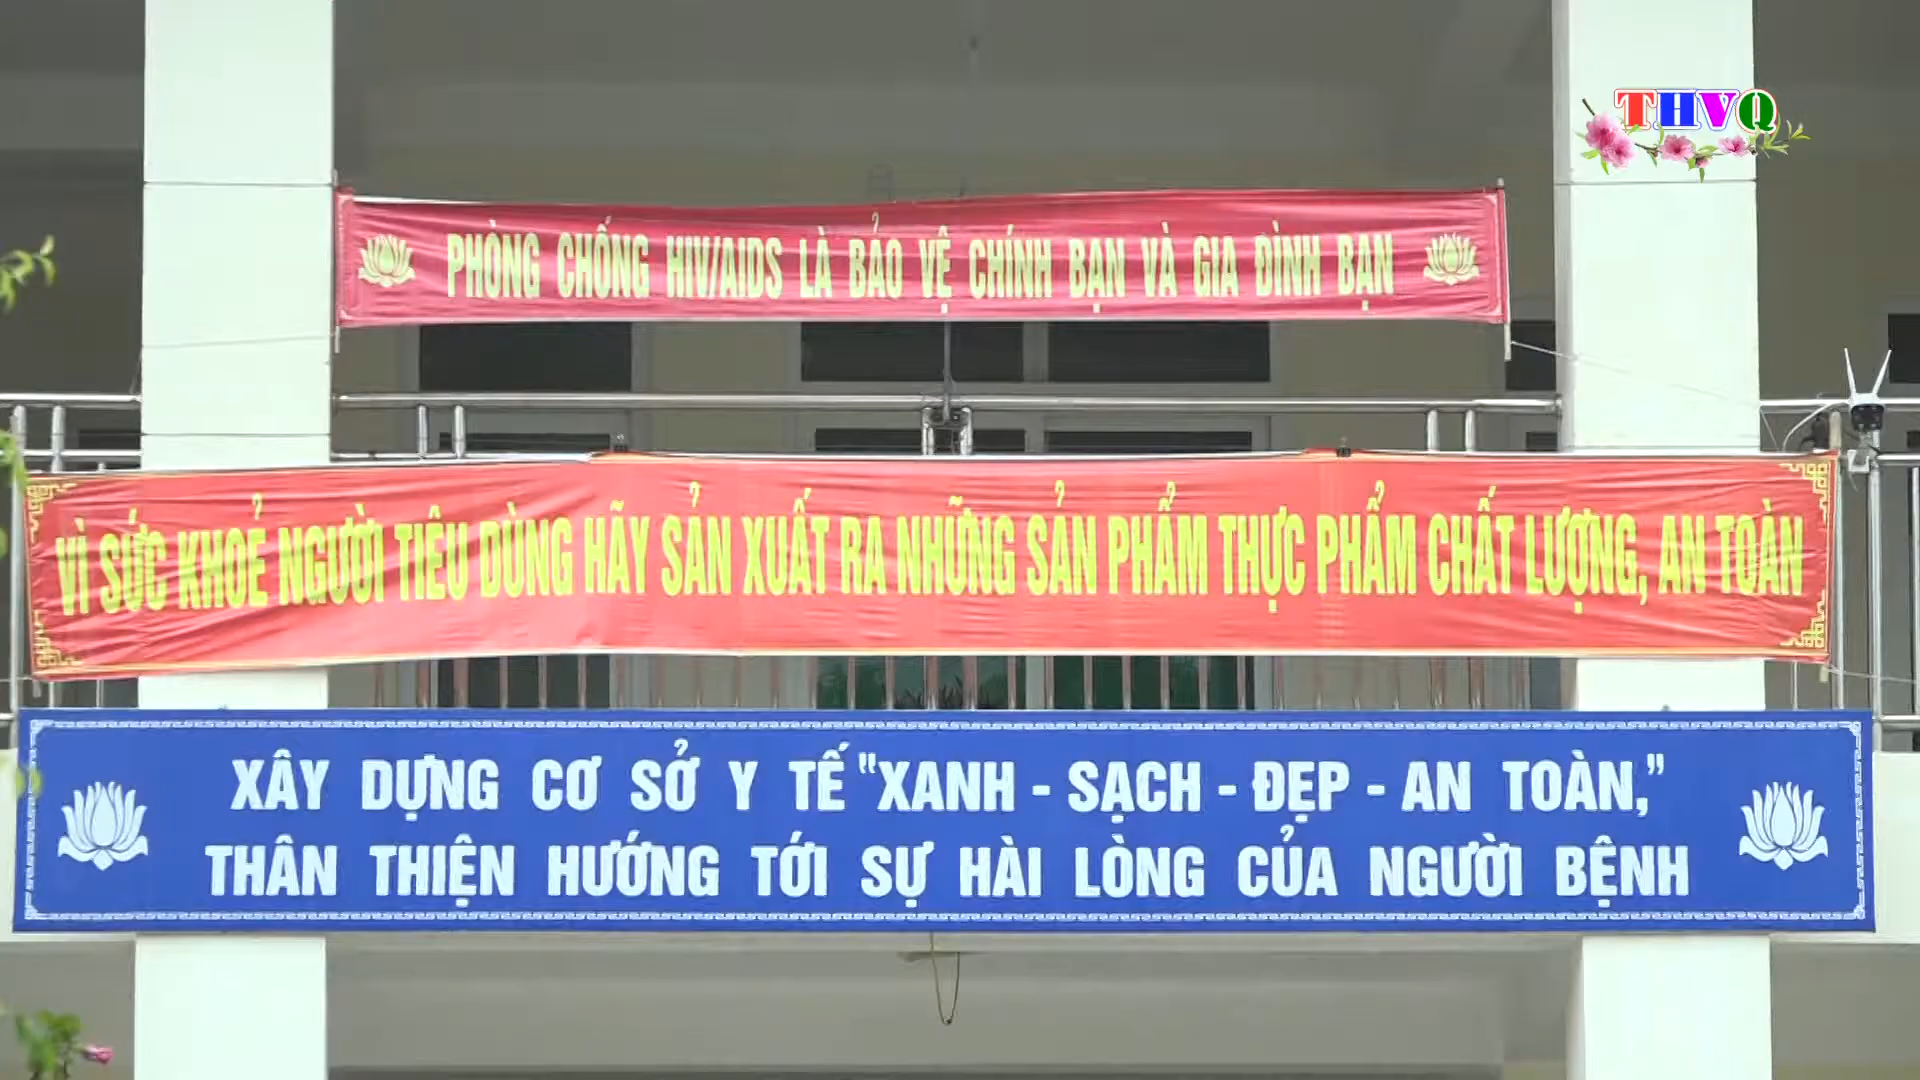 THVQ
PHÒNG CHỐNG HIV/AIDS LÀ BẢO VỆ CHÍNH BẠN VÀ GIA ĐÌNH BẠN
VÌ SỨC KHOẺ NGƯỜI TIÊU DÙNG HÃY SẢN XUẤT RA NHỮNG SẢN PHẨM THỰC PHẨM CHẤT LƯỢNG, AN TOÀN
XÂY DỰNG CƠ SỞ Y TẾ "XANH - SẠCH - ĐẸP - AN TOÀN,"
THÂN THIỆN HƯỚNG TỚI SỰ HÀI LÒNG CỦA NGƯỜI BỆNH